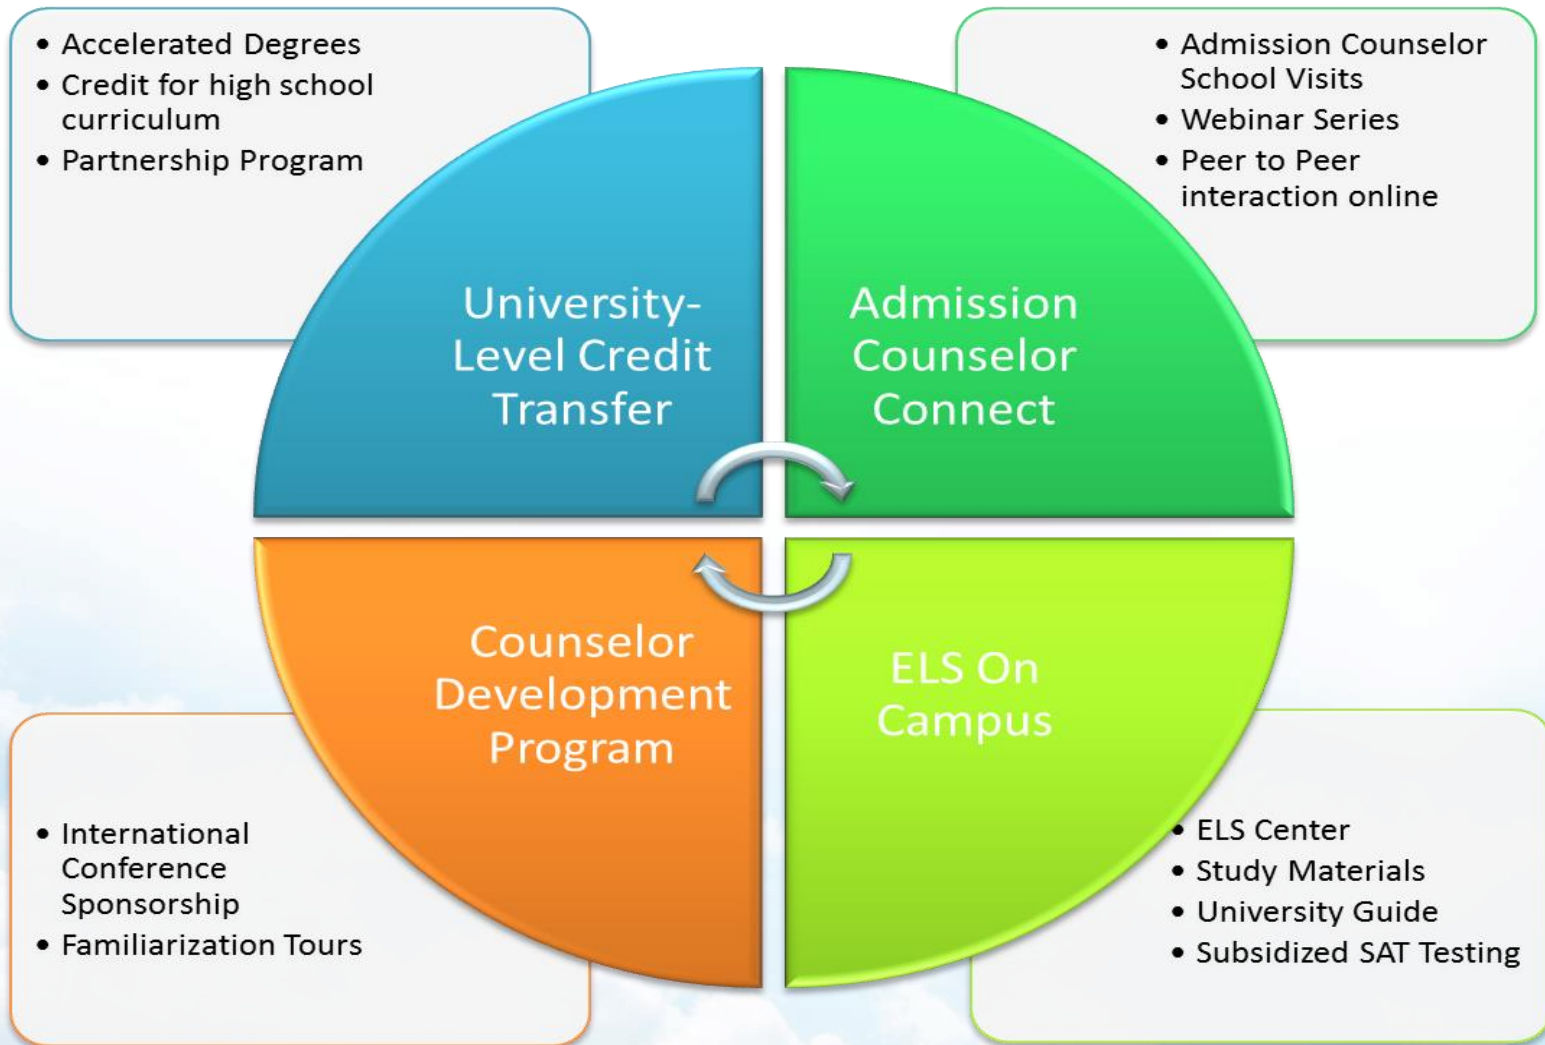 • Accelerated Degrees
• Credit for high school
curriculum
• Partnership Program
• Admission Counselor
School Visits
• Webinar Series
• Peer to Peer
interaction online
University-
Level Credit
Transfer
Admission
Counselor
Connect
Counselor
Development
Program
ELS On
Campus
• International
Conference
Sponsorship
• Familiarization Tours
• ELS Center
• Study Materials
• University Guide
• Subsidized SAT Testing